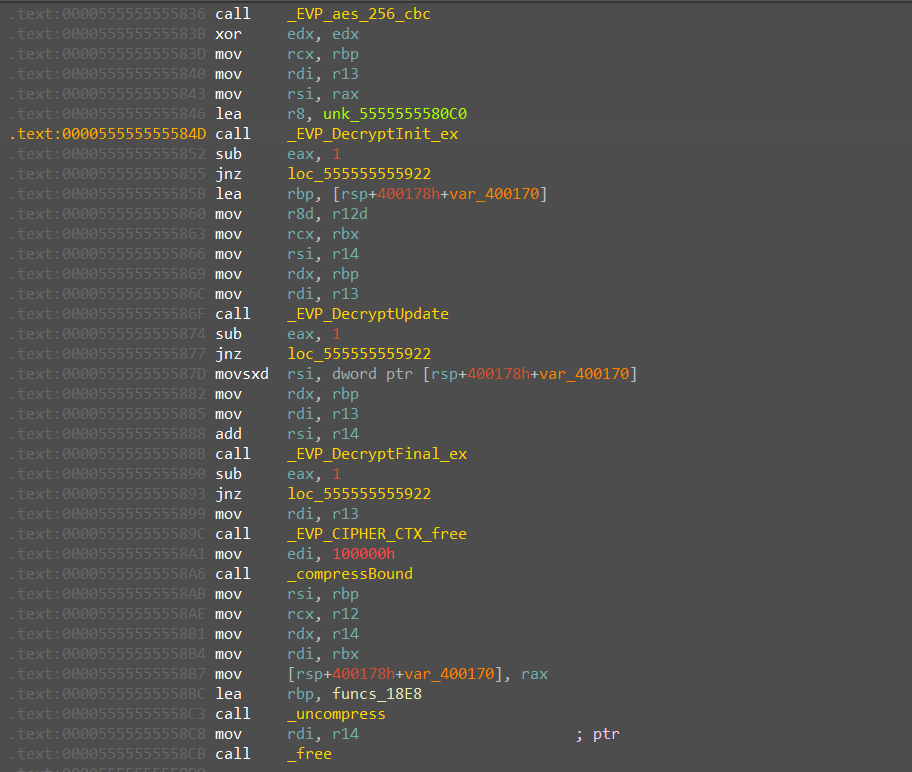 .text:0000555555555836 call _EVP_aes_256_cbc
.text:000055555555583B xor edx, edx
.text:000055555555583D mov rcx, rbp
.text:0000555555555840 mov rdi, r13
.text:0000555555555843 mov rsi, rax
.text:0000555555555846 lea r8, unk_5555555580C0
.text:000055555555584D call _EVP_DecryptInit_ex
.text:0000555555555852 sub eax, 1
.text:0000555555555855 jnz loc_555555555922
.text:000055555555585B lea rbp, [rsp+400178h+var_400170]
.text:0000555555555860 mov r8d, r12d
.text:0000555555555863 mov rcx, rbx
.text:0000555555555866 mov rsi, r14
.text:0000555555555869 mov rdx, rbp
.text:000055555555586C mov rdi, r13
.text:000055555555586F call _EVP_DecryptUpdate
.text:0000555555555874 sub eax, 1
.text:0000555555555877 jnz loc_555555555922
.text:000055555555587D movsxd rsi, dword ptr [rsp+400178h+var_400170]
.text:0000555555555882 mov rdx, rbp
.text:0000555555555885 mov rdi, r13
.text:0000555555555888 add rsi, r14
.text:000055555555588B call _EVP_DecryptFinal_ex
.text:0000555555555890 sub eax, 1
.text:0000555555555893 jnz loc_555555555922
.text:0000555555555899 mov rdi, r13
.text:000055555555589C call _EVP_CIPHER_CTX_free
.text:00005555555558A1 mov edi, 100000h
.text:00005555555558A6 call _compressBound
.text:00005555555558AB mov rsi, rbp
.text:00005555555558AE mov rcx, r12
.text:00005555555558B1 mov rdx, r14
.text:00005555555558B4 mov rdi, rbx
.text:00005555555558B7 mov [rsp+400178h+var_400170], rax
.text:00005555555558BC lea rbp, funcs_18E8
.text:00005555555558C3 call _uncompress
.text:00005555555558C8 mov rdi, r14 ; ptr
.text:00005555555558CB call _free